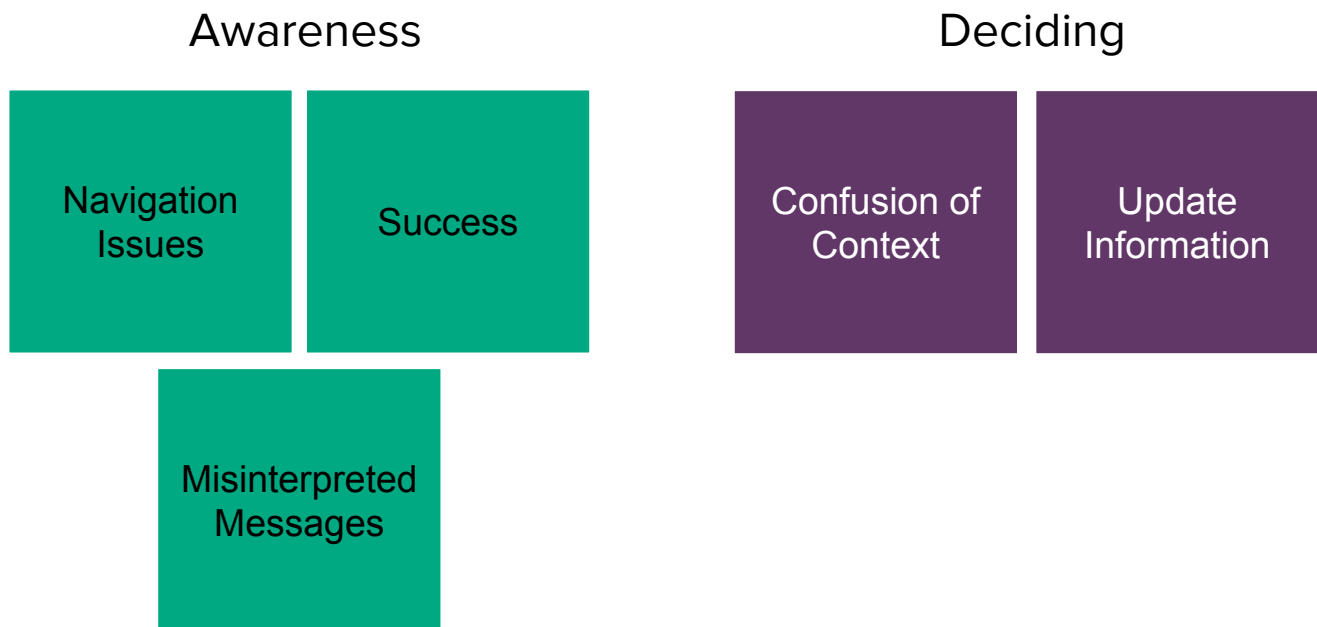 Awareness
Navigation
Issues
Success
Misinterpreted
Messages
Deciding
Confusion of
Context
Update
Information